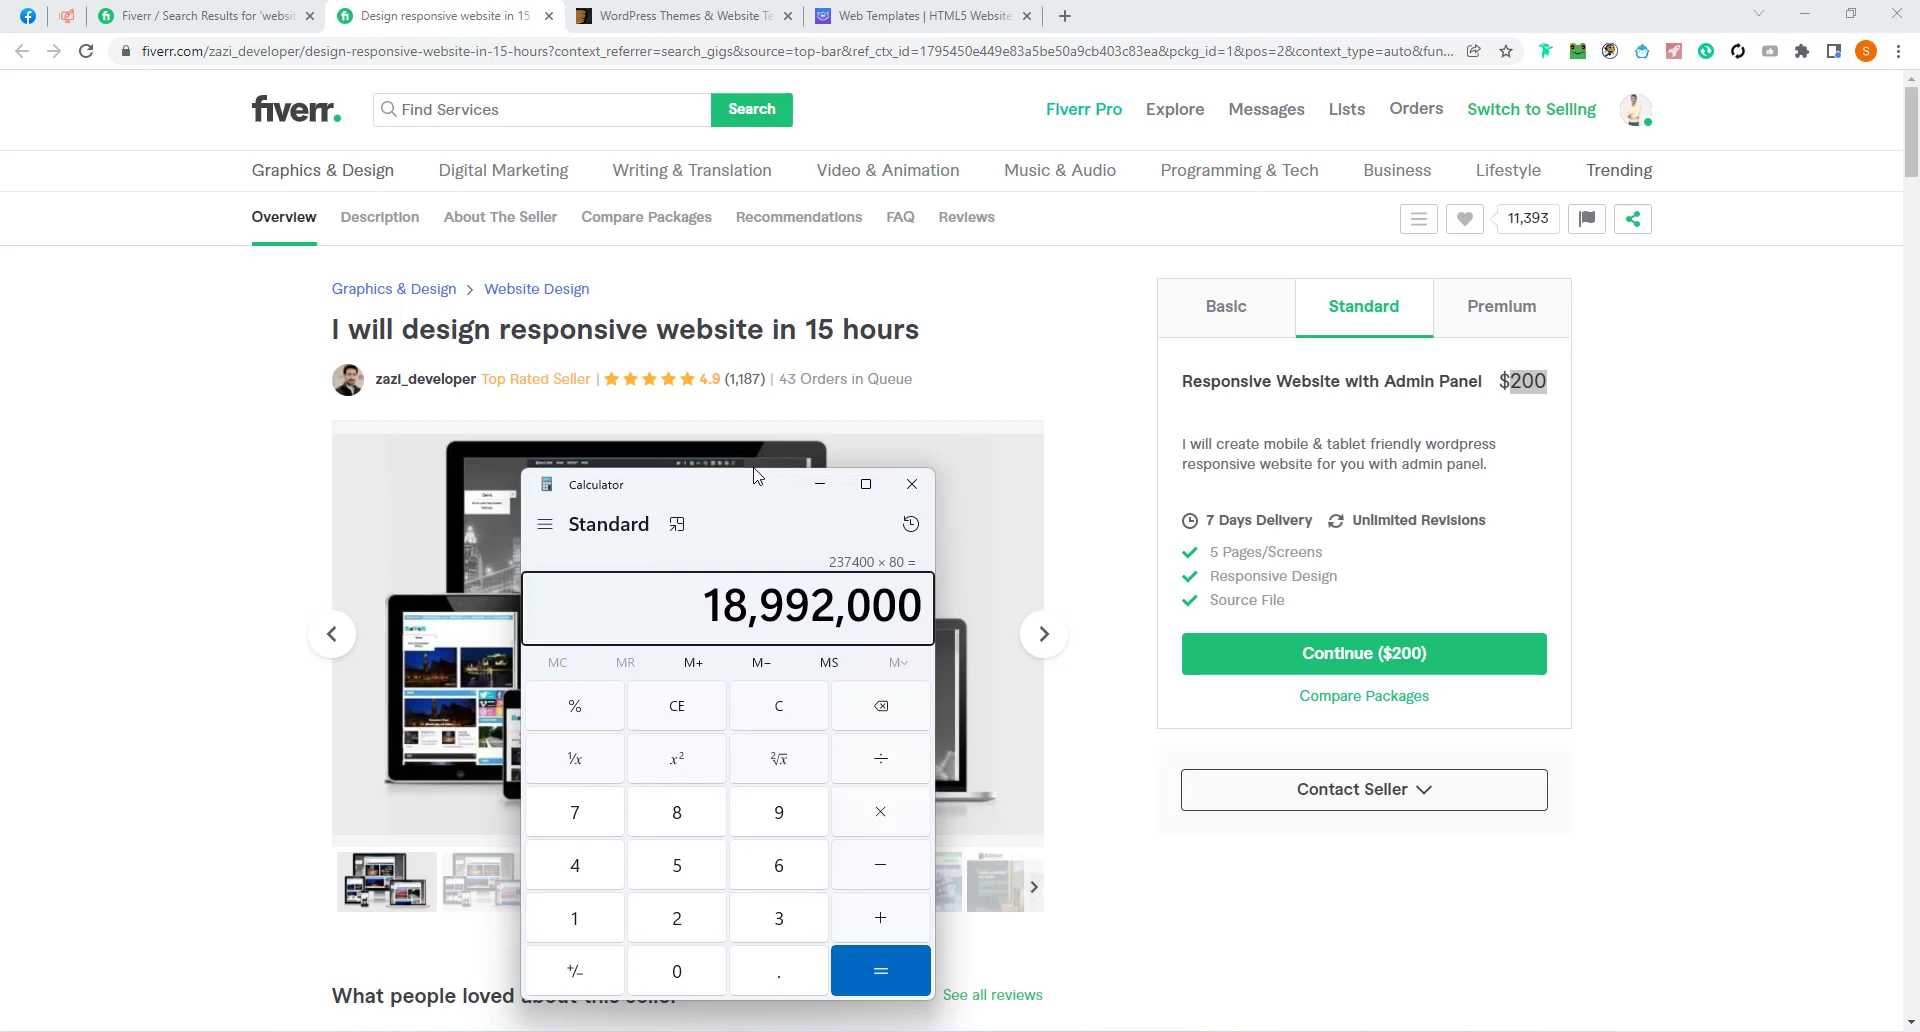 Fiverr / Search Results for 'websi
Design responsive website in 15
WordPress Themes & Website Te
Web Templates | HTML5 Website
fiverr.com/zazi_developer/design-responsive-website-in-15-hours?context_referrer=search_gigs&source=top-bar&ref_ctx_id=1795450e449e83a5be50a9cb403c83ea&pckg_id=1&pos=2&context_type=auto&fun...
S
fiverr.
Find Services
Search
Fiverr Pro
Explore
Messages
Lists
Orders
Switch to Selling
Graphics & Design
Digital Marketing
Writing & Translation
Video & Animation
Music & Audio
Programming & Tech
Business
Lifestyle
Trending
Overview
Description
About The Seller
Compare Packages
Recommendations
FAQ
Reviews
11,393
Graphics & Design > Website Design
I will design responsive website in 15 hours
zazi_developer Top Rated Seller | 4.9 (1,187) | 43 Orders in Queue
Basic
Standard
Premium
Responsive Website with Admin Panel $200
I will create mobile & tablet friendly wordpress
responsive website for you with admin panel.
7 Days Delivery Unlimited Revisions
5 Pages/Screens
Responsive Design
Source File
Continue ($200)
Compare Packages
Contact Seller
Calculator
Standard
237400 × 80 =
18,992,000
MC MR M+ M− MS M
% CE C
¹/x x² ²√x ÷
7 8 9 ×
4 5 6 −
1 2 3 +
+/− 0 . =
What people loved about this seller
See all reviews